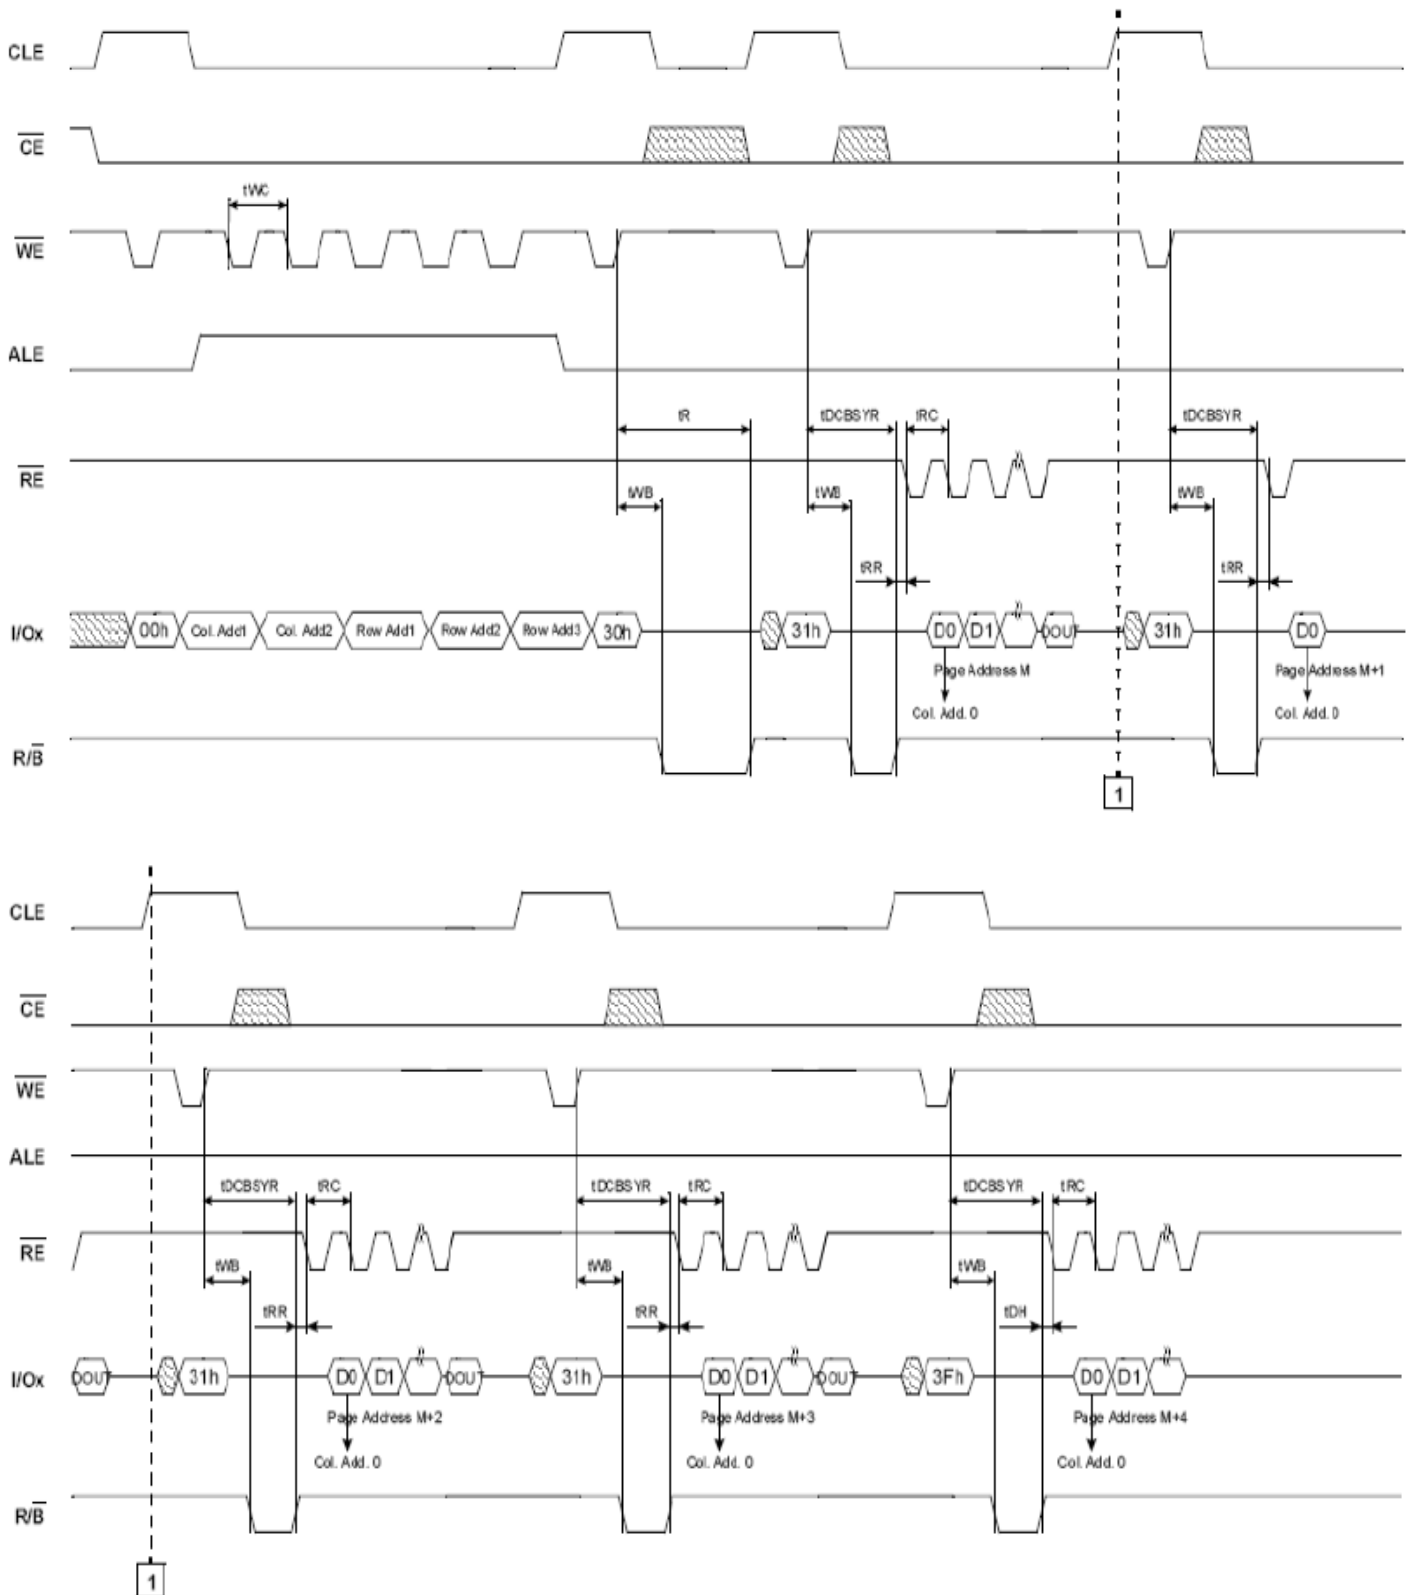 CLE
CE
tWC
WE
ALE
tR tDCBSYR tRC tDCBSYR
RE
tWB tWB tWB
tRR tRR
I/Ox 00h Col. Add1 Col. Add2 Row Add1 Row Add2 Row Add3 30h 31h D0 D1 DOUT 31h D0
Page Address M Page Address M+1
Col. Add. 0 Col. Add. 0
R/B
1
CLE
CE
WE
ALE
tDCBSYR tRC tDCBSYR tRC tDCBSYR tRC
RE
tWB tWB tWB
tRR tRR tDH
I/Ox DOUT 31h D0 D1 DOUT 31h D0 D1 DOUT 3Fh D0 D1
Page Address M+2 Page Address M+3 Page Address M+4
Col. Add. 0 Col. Add. 0 Col. Add. 0
R/B
1